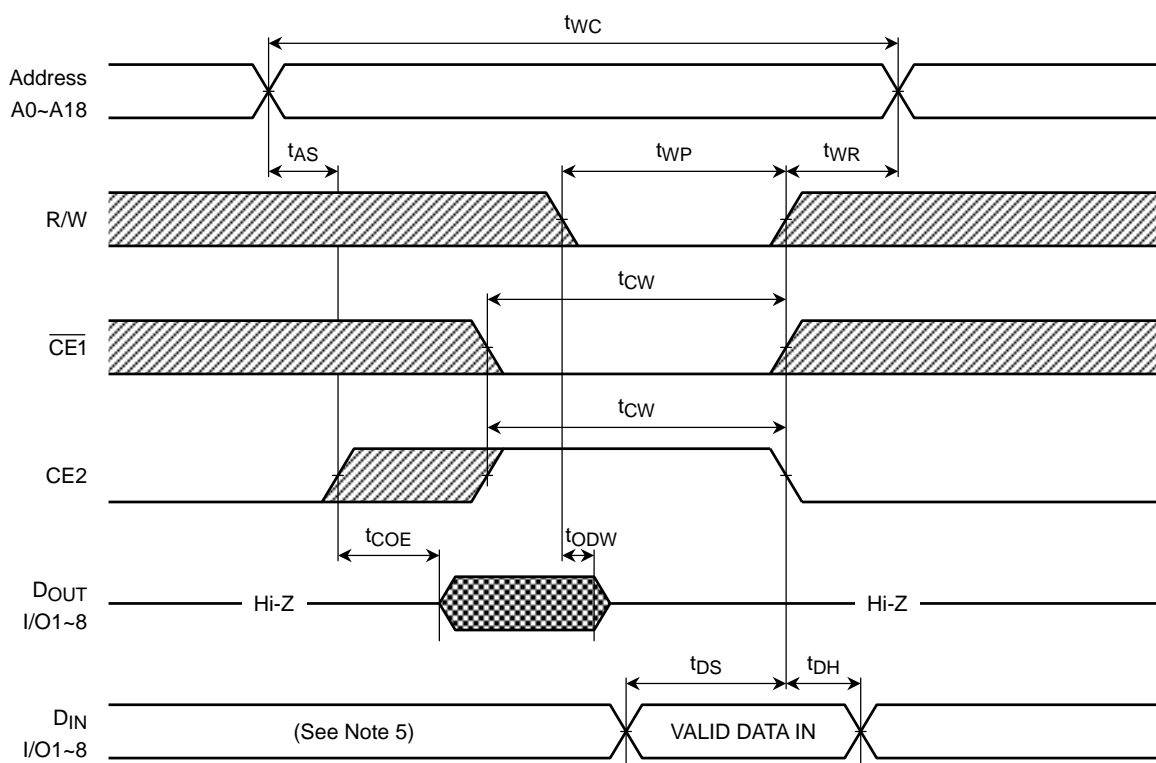 tWC
Address
A0~A18
tAS
tWP
tWR
R/W
tCW
CE1
tCW
CE2
tCOE
tODW
DOUT
I/O1~8
Hi-Z
Hi-Z
tDS
tDH
DIN
I/O1~8
(See Note 5)
VALID DATA IN